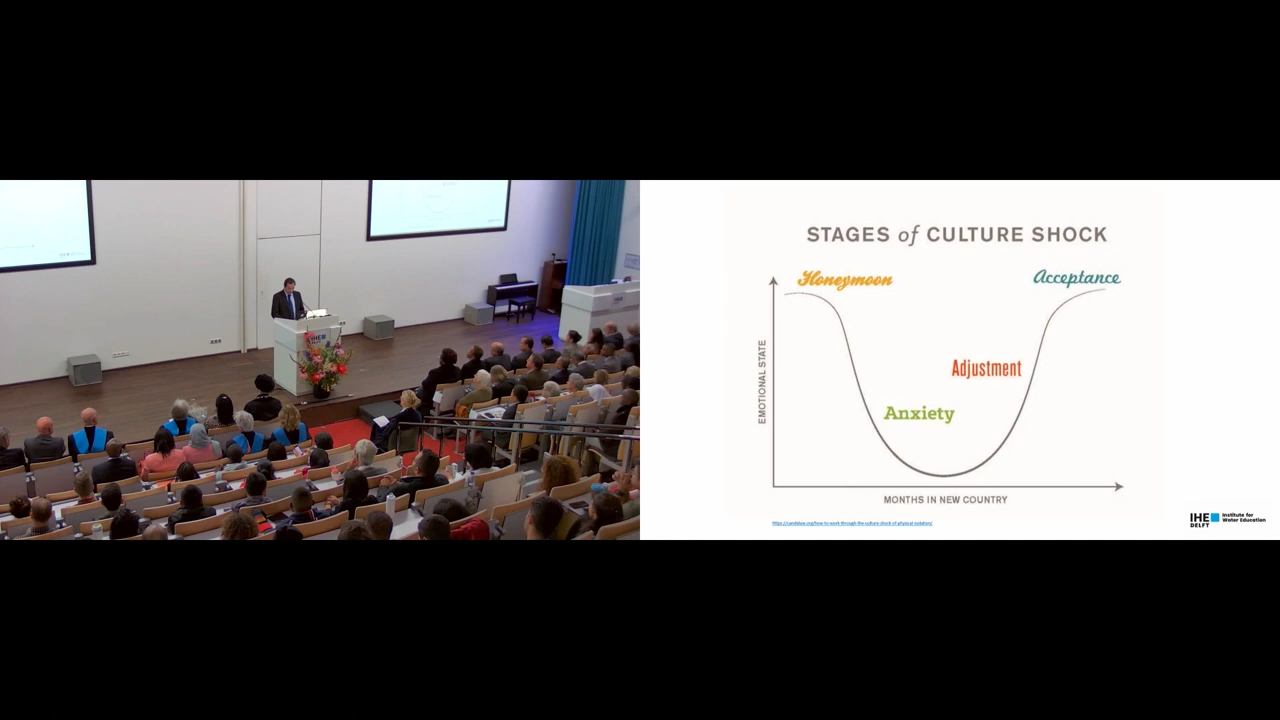 IHE
STAGES of CULTURE SHOCK
Honeymoon
Acceptance
EMOTIONAL STATE
Adjustment
Anxiety
MONTHS IN NEW COUNTRY
IHE
DELFT
Institute for
Water Education